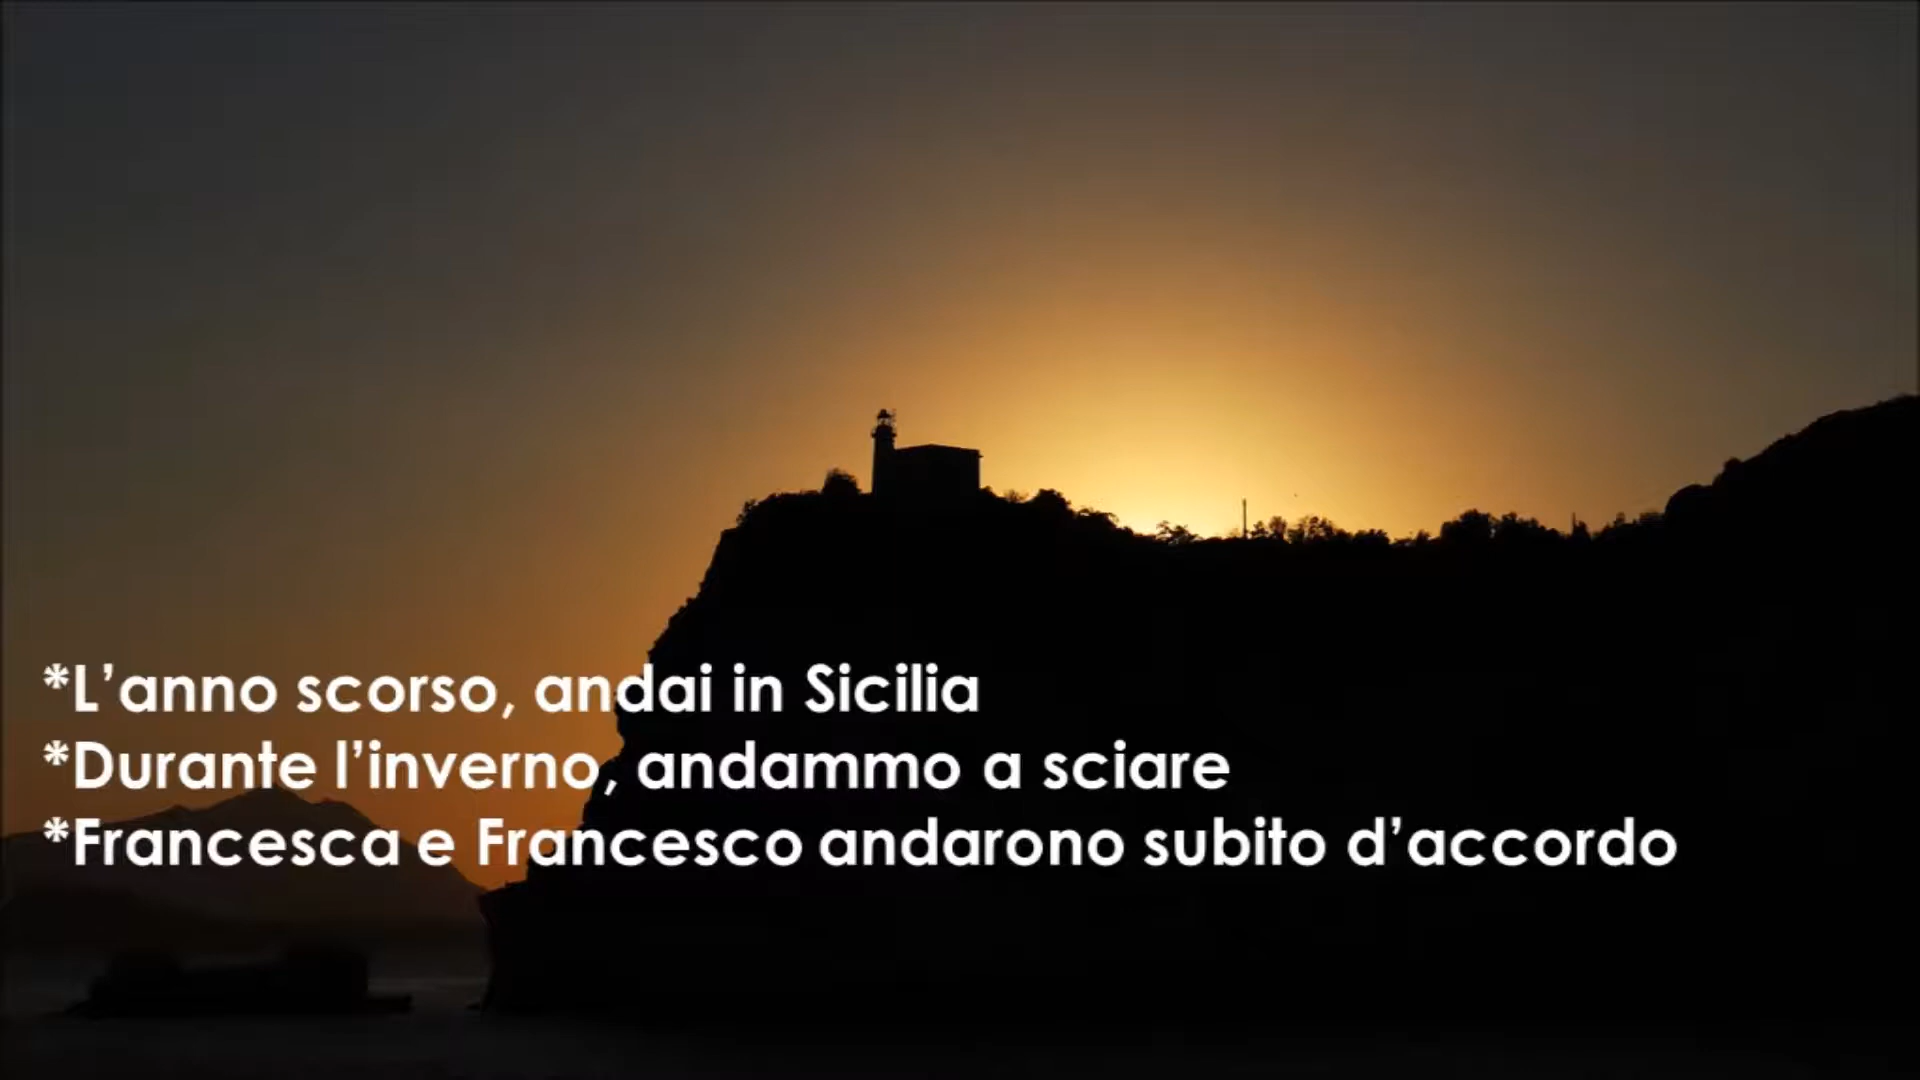 *L’anno scorso, andai in Sicilia
*Durante l’inverno, andammo a sciare
*Francesca e Francesco andarono subito d’accordo